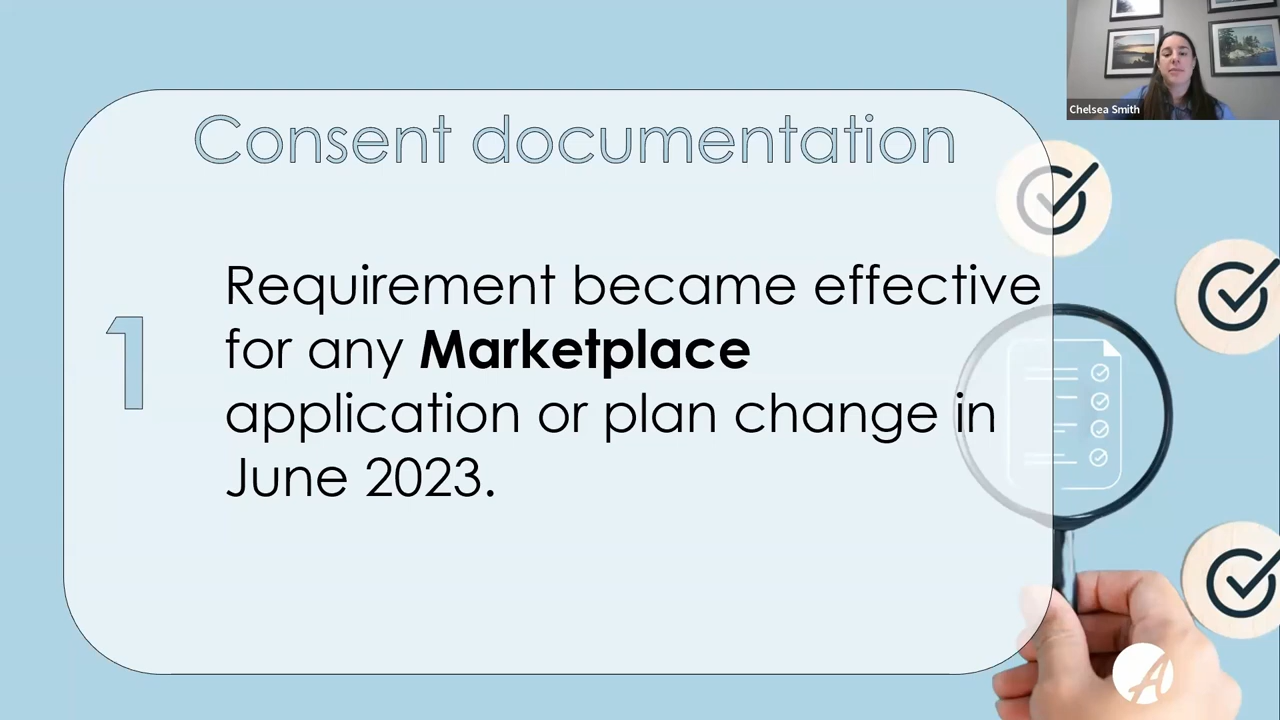 Chelsea Smith
Consent documentation
1
Requirement became effective
for any Marketplace
application or plan change in
June 2023.
A